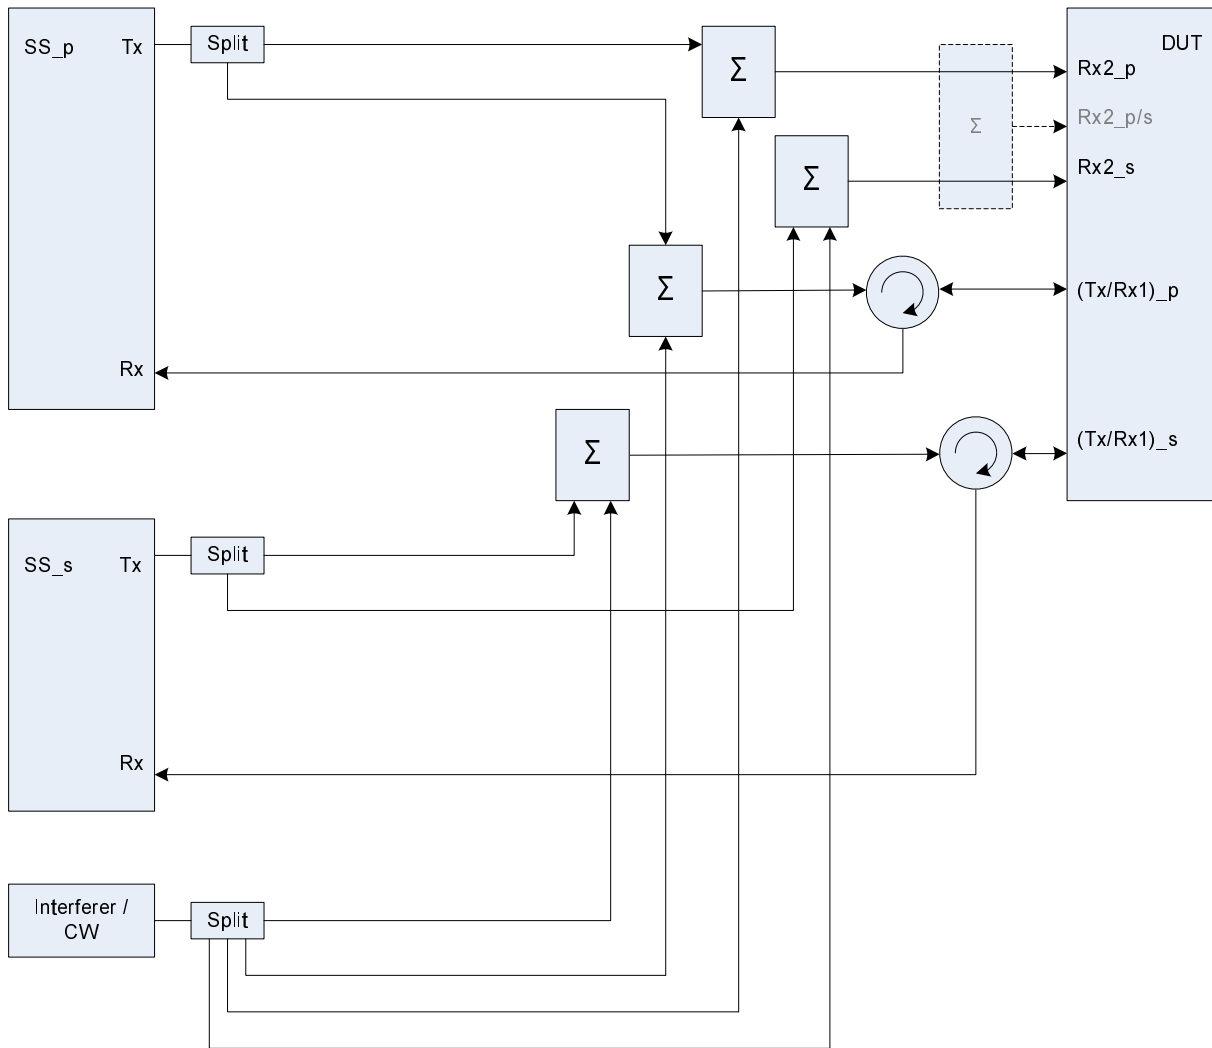 SS_p Tx
Split
Σ
DUT
Rx2_p
Σ
Rx2_p/s
Σ
Rx2_s
Σ
(Tx/Rx1)_p
Rx
Σ
(Tx/Rx1)_s
SS_s Tx
Split
Rx
Interferer /
CW
Split